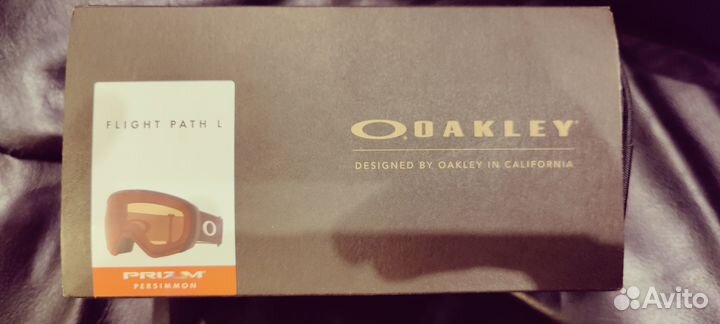 FLIGHT PATH L
PRIZM
PERSIMMON
OAKLEY
DESIGNED BY OAKLEY IN CALIFORNIA
Avito